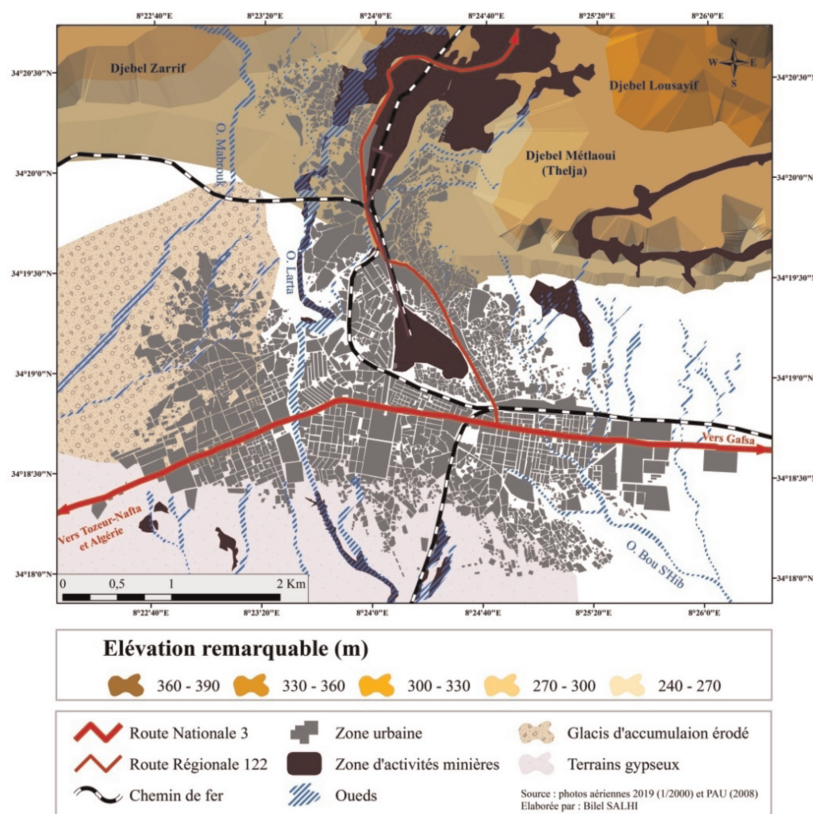 8°22'40"E 8°23'20"E 8°24'0"E 8°24'40"E 8°25'20"E 8°26'0"E
Djebel Zarrif
Djebel Lousayif
N
W E
S
34°20'30"N 34°20'30"N
O. Mabrouk
Djebel Métlaoui
(Thelja)
34°20'0"N 34°20'0"N
O. Larta
34°19'30"N 34°19'30"N
34°19'0"N 34°19'0"N
Vers Gafsa
34°18'30"N 34°18'30"N
Vers Tozeur-Nafta
et Algérie
O. Bou S'Hib
34°18'0"N 34°18'0"N
0 0,5 1 2 Km
8°22'40"E 8°23'20"E 8°24'0"E 8°24'40"E 8°25'20"E 8°26'0"E
Elévation remarquable (m)
360 - 390 330 - 360 300 - 330 270 - 300 240 - 270
Route Nationale 3 Zone urbaine Glacis d'accumulaion érodé
Route Régionale 122 Zone d'activités minières Terrains gypseux
Chemin de fer Oueds
Source : photos aériennes 2019 (1/2000) et PAU (2008)
Elaborée par : Bilel SALHI